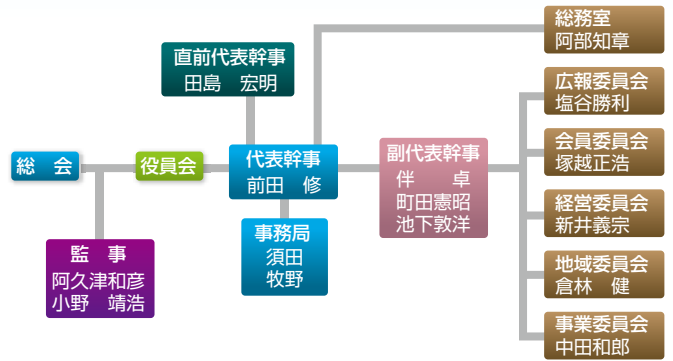 総務室
阿部知章
直前代表幹事
田島　宏明
広報委員会
塩谷勝利
会員委員会
塚越正浩
総　会
役員会
代表幹事
前田　修
副代表幹事
伴　　卓
町田憲昭
池下敦洋
経営委員会
新井義宗
監　事
阿久津和彦
小野　靖浩
事務局
須田
牧野
地域委員会
倉林　健
事業委員会
中田和郎